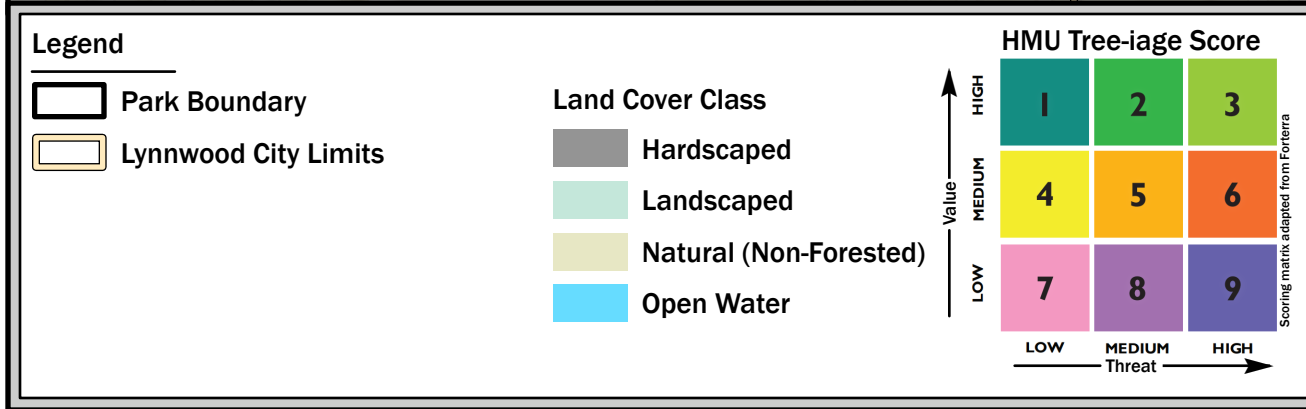 Legend
Park Boundary
Lynnwood City Limits
Land Cover Class
Hardscaped
Landscaped
Natural (Non-Forested)
Open Water
HMU Tree-iage Score
Value
HIGH
1 2 3
MEDIUM
4 5 6
LOW
7 8 9
LOW MEDIUM HIGH
Threat
Scoring matrix adapted from Forterra